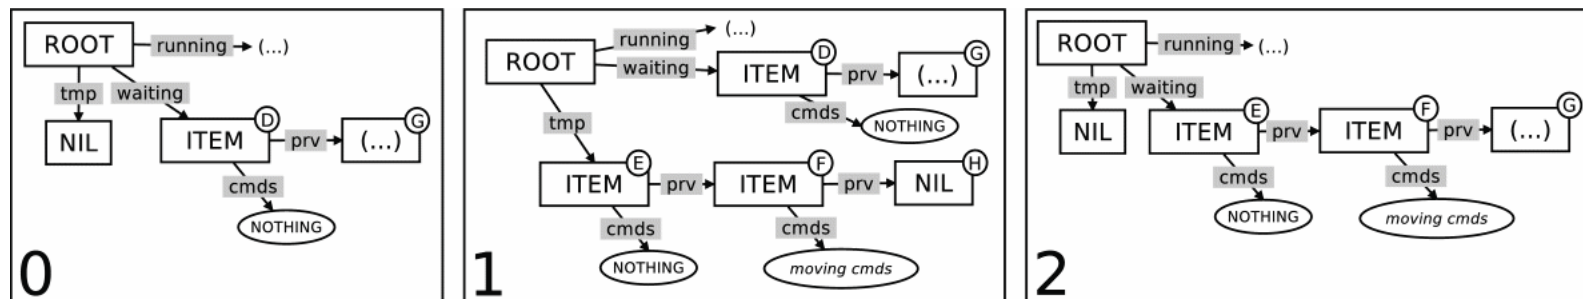 ROOT
running
(...)
tmp
waiting
NIL
ITEM
D
prv
(...)
G
cmds
NOTHING
0
ROOT
running
(...)
waiting
ITEM
D
prv
(...)
G
cmds
NOTHING
tmp
ITEM
E
prv
ITEM
F
prv
NIL
H
cmds
NOTHING
cmds
moving cmds
1
ROOT
running
(...)
tmp
waiting
NIL
ITEM
E
prv
ITEM
F
prv
(...)
G
cmds
NOTHING
cmds
moving cmds
2